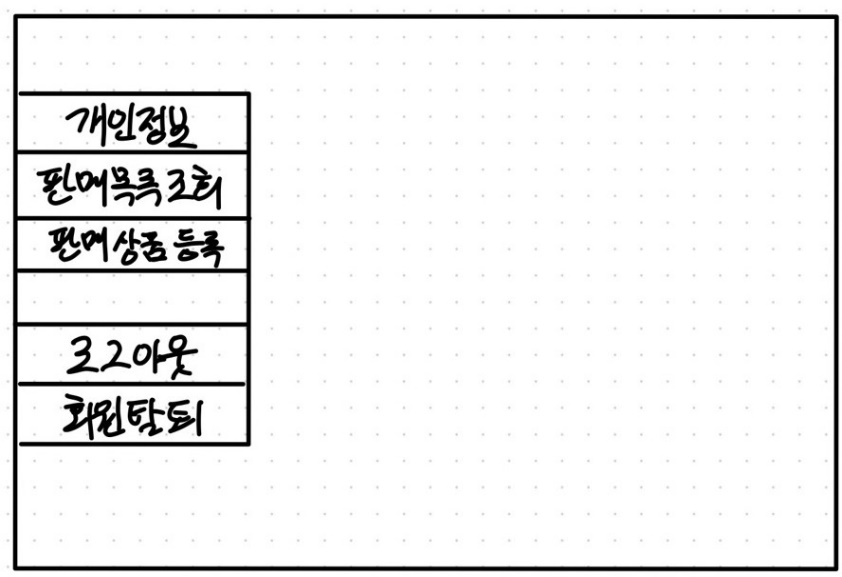 개인정보
판매목록 조회
판매 상품 등록
로그아웃
회원탈퇴